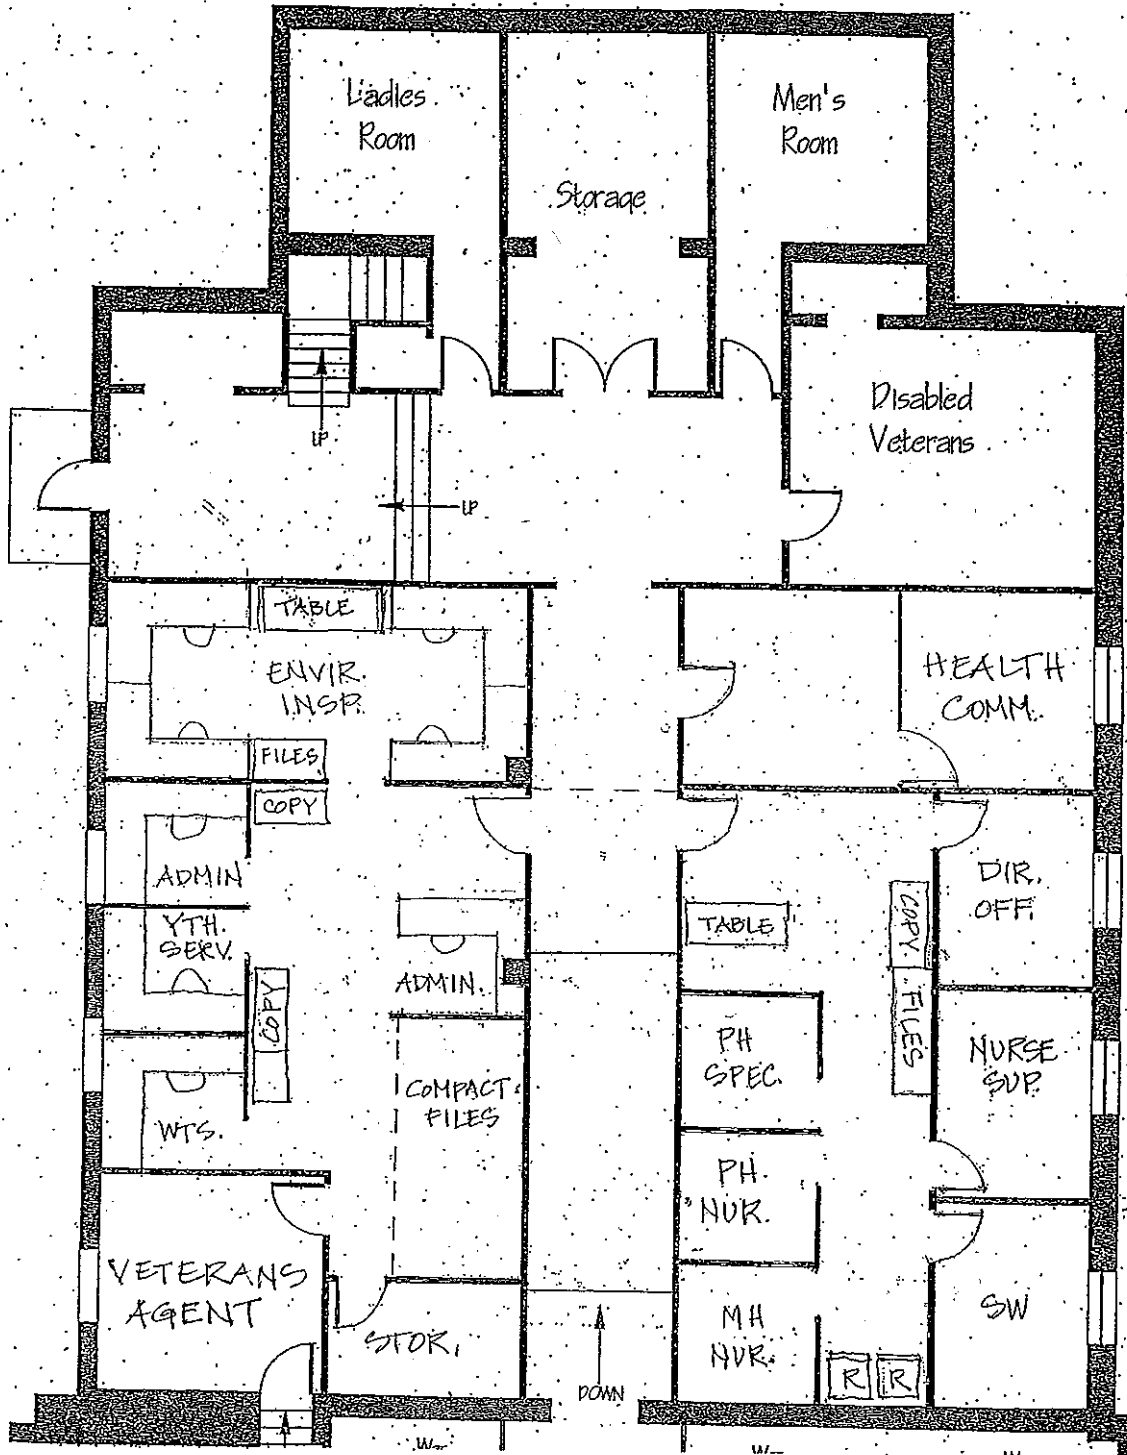 Ladies
Room
Storage
Men's
Room
Disabled
Veterans
UP
UP
TABLE
ENVIR.
INSP.
FILES
COPY
HEALTH
COMM.
ADMIN
YTH.
SERV.
COPY
ADMIN.
TABLE
COPY
FILES
DIR.
OFF.
COMPACT
FILES
WTS.
PH
SPEC.
NURSE
SUP.
PH.
NUR.
VETERANS
AGENT
STOR.
DOWN
MH
NUR.
R
R
SW